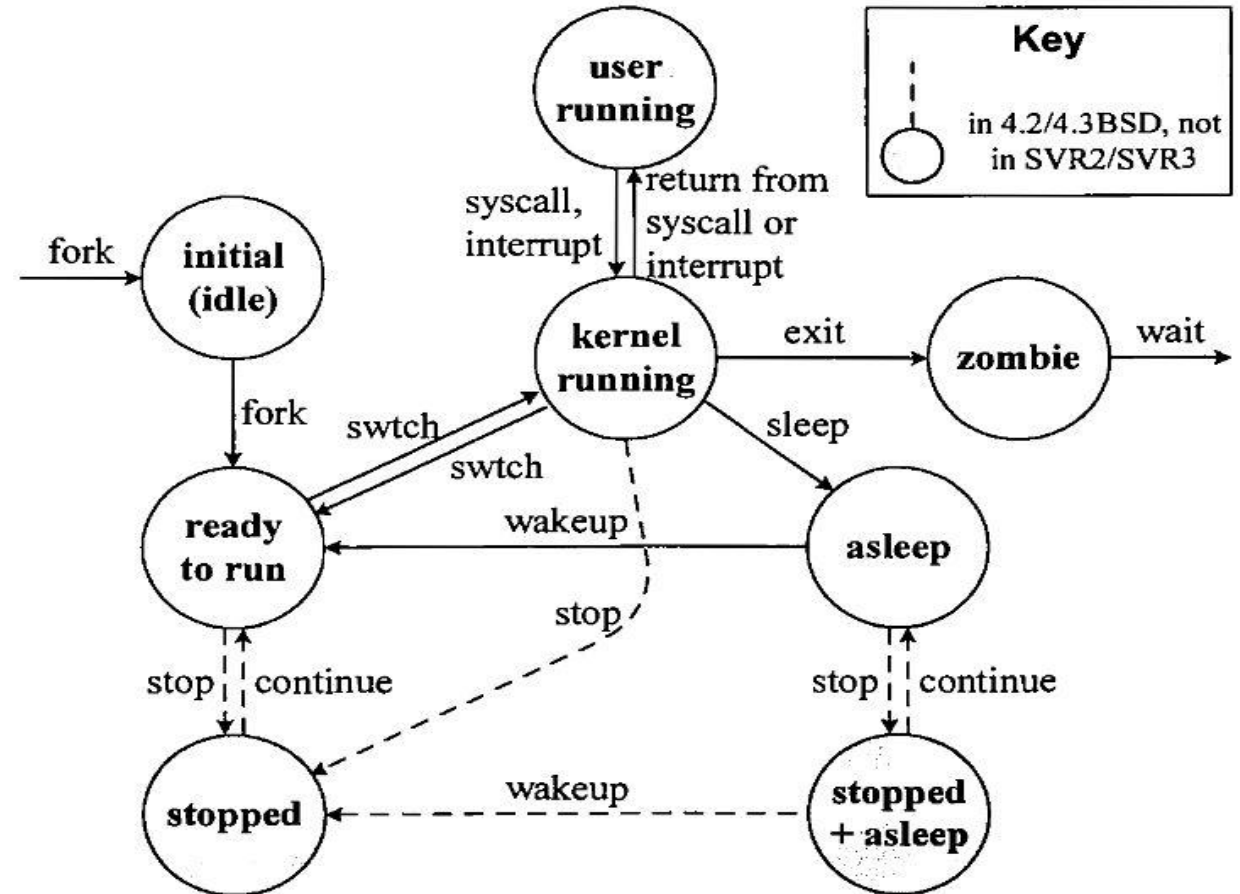 Key
in 4.2/4.3BSD, not
in SVR2/SVR3
user
running
syscall,
interrupt
return from
syscall or
interrupt
fork
initial
(idle)
kernel
running
exit
zombie
wait
fork
swtch
swtch
sleep
ready
to run
wakeup
asleep
stop
stop
continue
stop
continue
stopped
wakeup
stopped
+ asleep